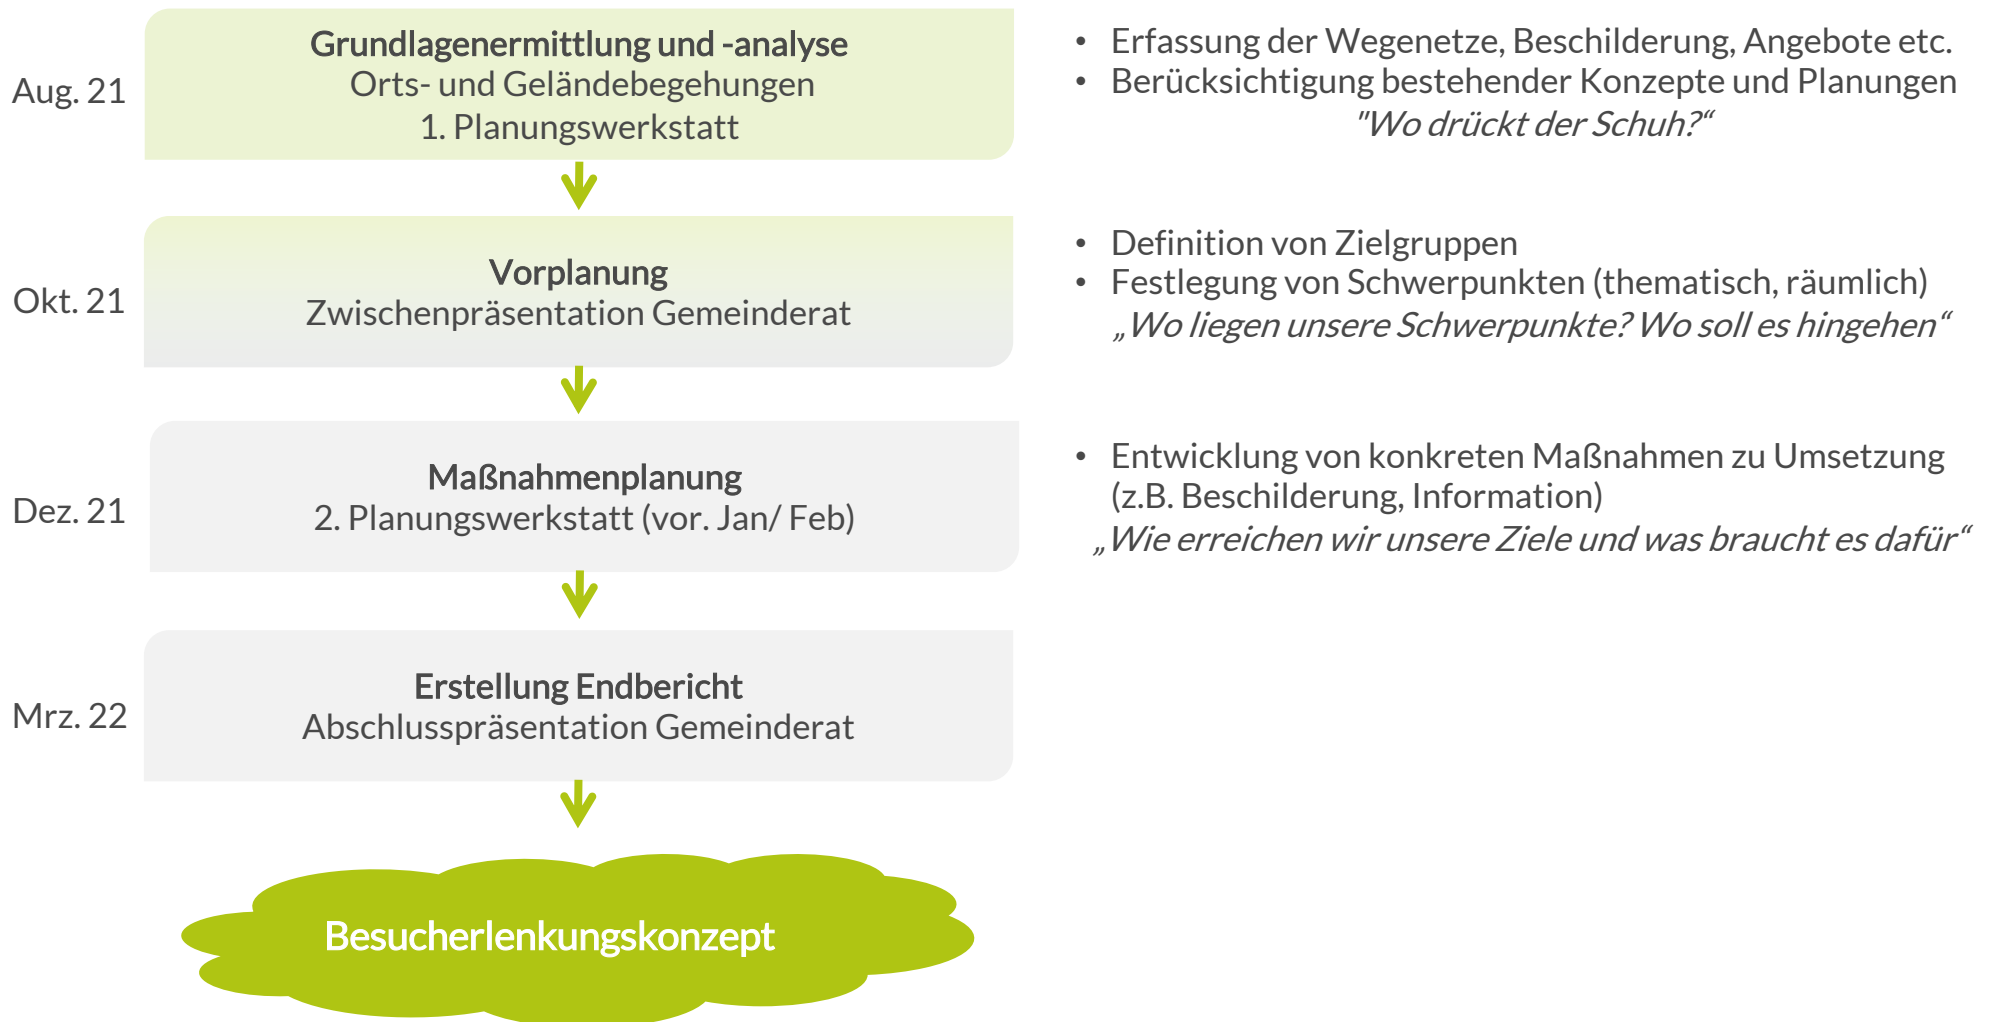 Aug. 21
Grundlagenermittlung und -analyse
Orts- und Geländebegehungen
1. Planungswerkstatt
• Erfassung der Wegenetze, Beschilderung, Angebote etc.
• Berücksichtigung bestehender Konzepte und Planungen
"Wo drückt der Schuh?“
Okt. 21
Vorplanung
Zwischenpräsentation Gemeinderat
• Definition von Zielgruppen
• Festlegung von Schwerpunkten (thematisch, räumlich)
„Wo liegen unsere Schwerpunkte? Wo soll es hingehen“
Dez. 21
Maßnahmenplanung
2. Planungswerkstatt (vor. Jan/ Feb)
• Entwicklung von konkreten Maßnahmen zu Umsetzung
(z.B. Beschilderung, Information)
„Wie erreichen wir unsere Ziele und was braucht es dafür“
Mrz. 22
Erstellung Endbericht
Abschlusspräsentation Gemeinderat
Besucherlenkungskonzept